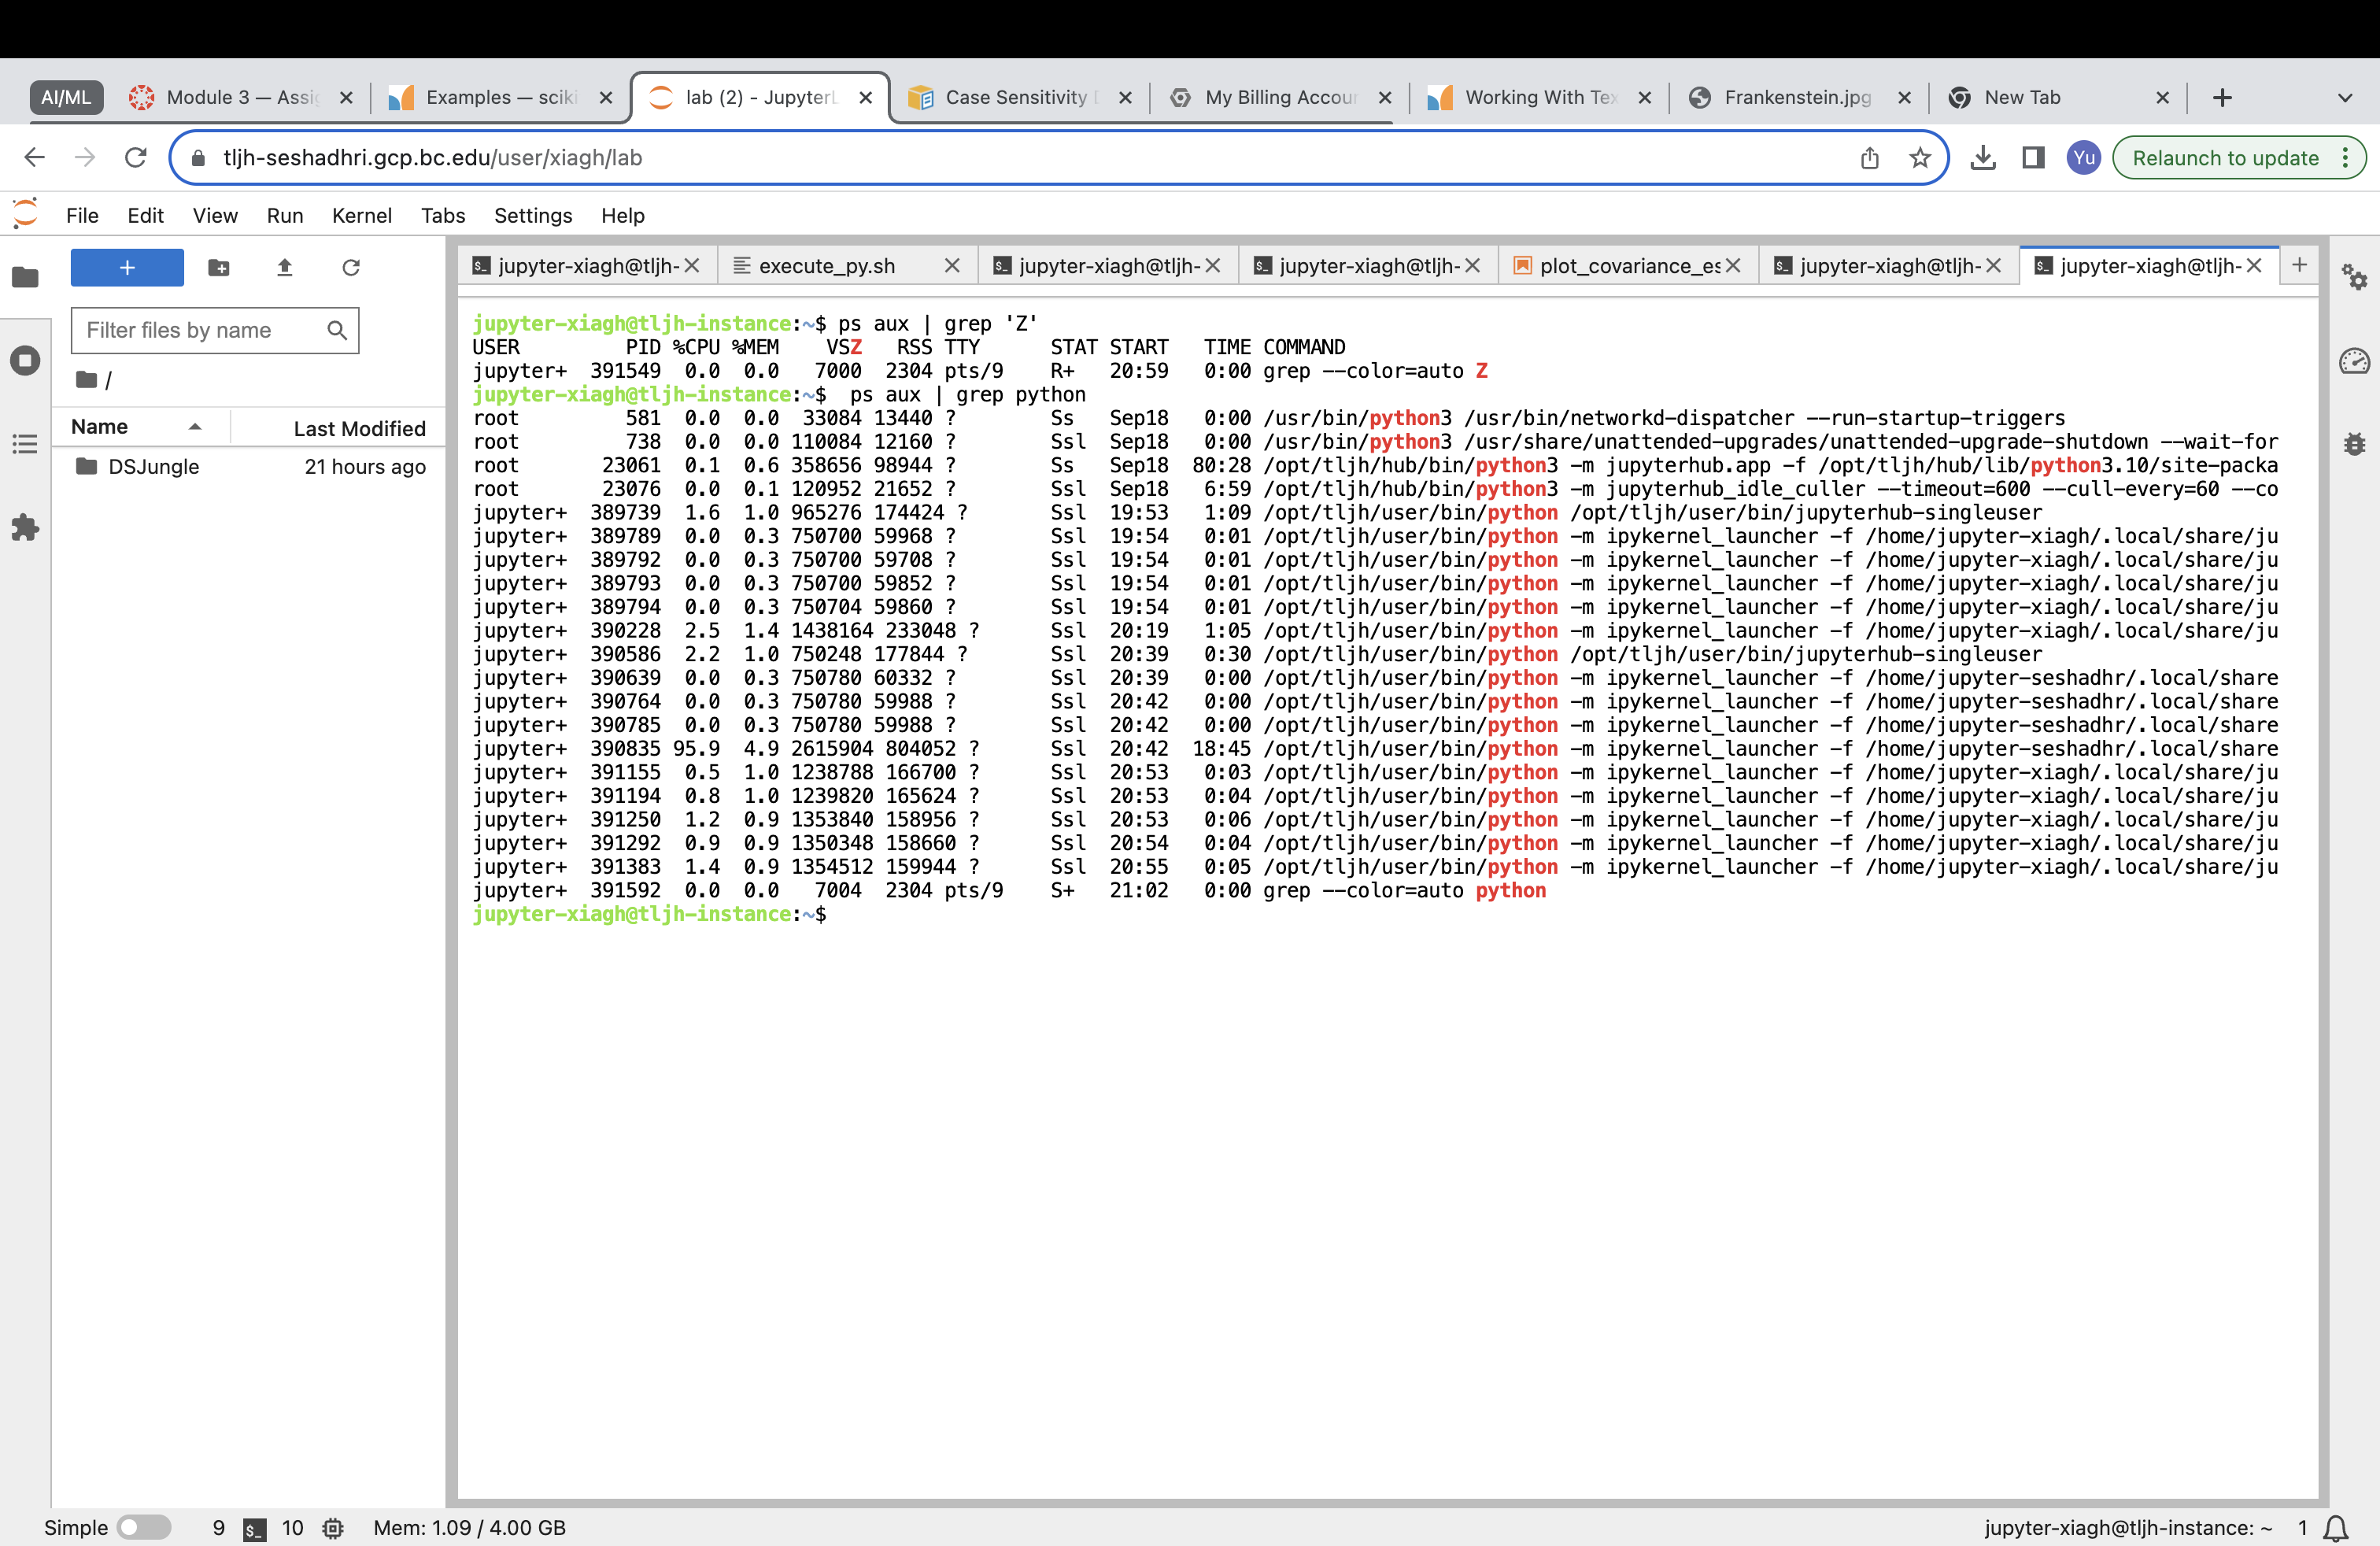 AI/ML
Module 3 — Assig
Examples — sciki
lab (2) - JupyterL
Case Sensitivity D
My Billing Accour
Working With Tex
Frankenstein.jpg
New Tab
tljh-seshadhri.gcp.bc.edu/user/xiagh/lab
Yu
Relaunch to update
File Edit View Run Kernel Tabs Settings Help
jupyter-xiagh@tljh-
execute_py.sh
jupyter-xiagh@tljh-
jupyter-xiagh@tljh-
plot_covariance_es
jupyter-xiagh@tljh-
jupyter-xiagh@tljh-
Filter files by name
/
Name Last Modified
DSJungle 21 hours ago
jupyter-xiagh@tljh-instance:~$ ps aux | grep 'Z'
USER PID %CPU %MEM VSZ RSS TTY STAT START TIME COMMAND
jupyter+ 391549 0.0 0.0 7000 2304 pts/9 R+ 20:59 0:00 grep --color=auto Z
jupyter-xiagh@tljh-instance:~$ ps aux | grep python
root 581 0.0 0.0 33084 13440 ? Ss Sep18 0:00 /usr/bin/python3 /usr/bin/networkd-dispatcher --run-startup-triggers
root 738 0.0 0.0 110084 12160 ? Ssl Sep18 0:00 /usr/bin/python3 /usr/share/unattended-upgrades/unattended-upgrade-shutdown --wait-for
root 23061 0.1 0.6 358656 98944 ? Ss Sep18 80:28 /opt/tljh/hub/bin/python3 -m jupyterhub.app -f /opt/tljh/hub/lib/python3.10/site-packa
root 23076 0.0 0.1 120952 21652 ? Ssl Sep18 6:59 /opt/tljh/hub/bin/python3 -m jupyterhub_idle_culler --timeout=600 --cull-every=60 --co
jupyter+ 389739 1.6 1.0 965276 174424 ? Ssl 19:53 1:09 /opt/tljh/user/bin/python /opt/tljh/user/bin/jupyterhub-singleuser
jupyter+ 389789 0.0 0.3 750700 59968 ? Ssl 19:54 0:01 /opt/tljh/user/bin/python -m ipykernel_launcher -f /home/jupyter-xiagh/.local/share/ju
jupyter+ 389792 0.0 0.3 750700 59708 ? Ssl 19:54 0:01 /opt/tljh/user/bin/python -m ipykernel_launcher -f /home/jupyter-xiagh/.local/share/ju
jupyter+ 389793 0.0 0.3 750700 59852 ? Ssl 19:54 0:01 /opt/tljh/user/bin/python -m ipykernel_launcher -f /home/jupyter-xiagh/.local/share/ju
jupyter+ 389794 0.0 0.3 750704 59860 ? Ssl 19:54 0:01 /opt/tljh/user/bin/python -m ipykernel_launcher -f /home/jupyter-xiagh/.local/share/ju
jupyter+ 390228 2.5 1.4 1438164 233048 ? Ssl 20:19 1:05 /opt/tljh/user/bin/python -m ipykernel_launcher -f /home/jupyter-xiagh/.local/share/ju
jupyter+ 390586 2.2 1.0 750248 177844 ? Ssl 20:39 0:30 /opt/tljh/user/bin/python /opt/tljh/user/bin/jupyterhub-singleuser
jupyter+ 390639 0.0 0.3 750780 60332 ? Ssl 20:39 0:00 /opt/tljh/user/bin/python -m ipykernel_launcher -f /home/jupyter-seshadhr/.local/share
jupyter+ 390764 0.0 0.3 750780 59988 ? Ssl 20:42 0:00 /opt/tljh/user/bin/python -m ipykernel_launcher -f /home/jupyter-seshadhr/.local/share
jupyter+ 390785 0.0 0.3 750780 59988 ? Ssl 20:42 0:00 /opt/tljh/user/bin/python -m ipykernel_launcher -f /home/jupyter-seshadhr/.local/share
jupyter+ 390835 95.9 4.9 2615904 804052 ? Ssl 20:42 18:45 /opt/tljh/user/bin/python -m ipykernel_launcher -f /home/jupyter-seshadhr/.local/share
jupyter+ 391155 0.5 1.0 1238788 166700 ? Ssl 20:53 0:03 /opt/tljh/user/bin/python -m ipykernel_launcher -f /home/jupyter-xiagh/.local/share/ju
jupyter+ 391194 0.8 1.0 1239820 165624 ? Ssl 20:53 0:04 /opt/tljh/user/bin/python -m ipykernel_launcher -f /home/jupyter-xiagh/.local/share/ju
jupyter+ 391250 1.2 0.9 1353840 158956 ? Ssl 20:53 0:06 /opt/tljh/user/bin/python -m ipykernel_launcher -f /home/jupyter-xiagh/.local/share/ju
jupyter+ 391292 0.9 0.9 1350348 158660 ? Ssl 20:54 0:04 /opt/tljh/user/bin/python -m ipykernel_launcher -f /home/jupyter-xiagh/.local/share/ju
jupyter+ 391383 1.4 0.9 1354512 159944 ? Ssl 20:55 0:05 /opt/tljh/user/bin/python -m ipykernel_launcher -f /home/jupyter-xiagh/.local/share/ju
jupyter+ 391592 0.0 0.0 7004 2304 pts/9 S+ 21:02 0:00 grep --color=auto python
jupyter-xiagh@tljh-instance:~$
Simple 9 $_ 10 Mem: 1.09 / 4.00 GB jupyter-xiagh@tljh-instance: ~ 1